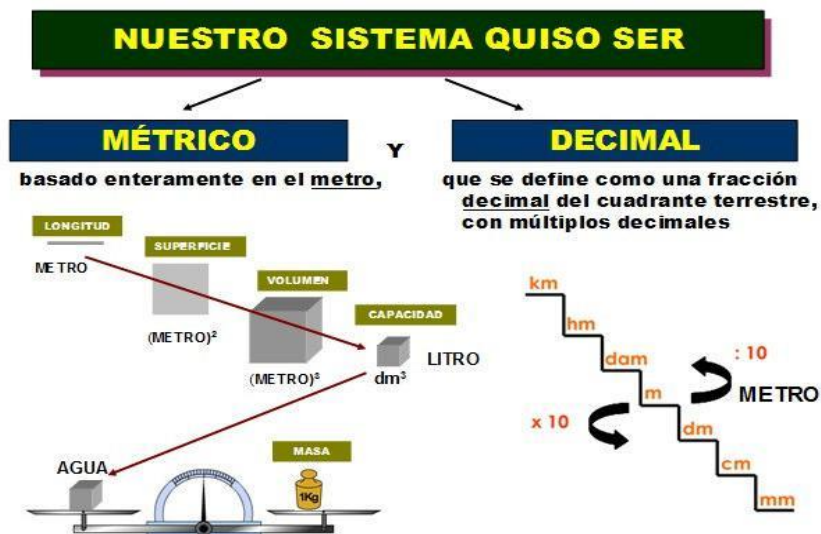 NUESTRO SISTEMA QUISO SER
MÉTRICO
Y
DECIMAL
basado enteramente en el metro,
que se define como una fracción
decimal del cuadrante terrestre,
con múltiplos decimales
LONGITUD
METRO
SUPERFICIE
(METRO)²
VOLUMEN
(METRO)³
CAPACIDAD
LITRO
dm³
AGUA
MASA
1Kg
km
hm
dam
m
dm
cm
mm
: 10
METRO
x 10